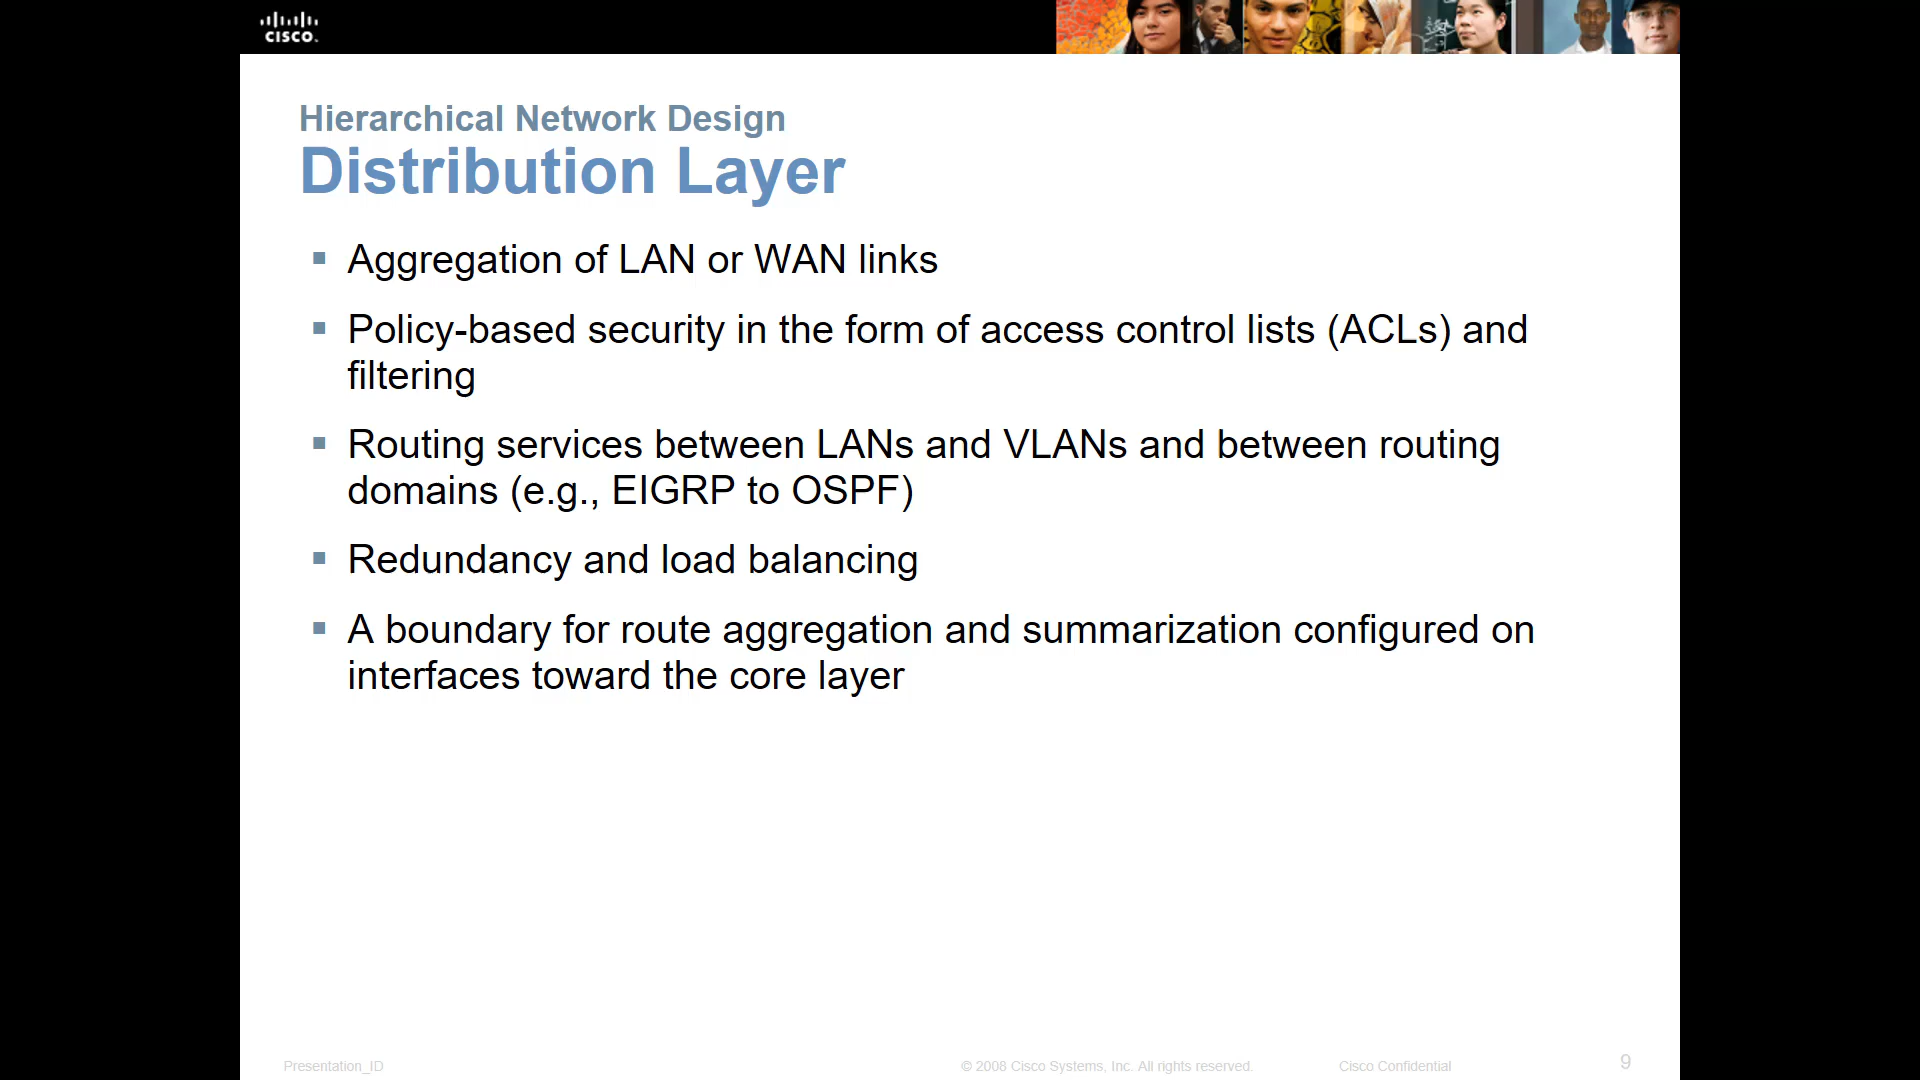 CISCO
Hierarchical Network Design
Distribution Layer
Aggregation of LAN or WAN links
Policy-based security in the form of access control lists (ACLs) and
filtering
Routing services between LANs and VLANs and between routing
domains (e.g., EIGRP to OSPF)
Redundancy and load balancing
A boundary for route aggregation and summarization configured on
interfaces toward the core layer
Presentation_ID © 2008 Cisco Systems, Inc. All rights reserved. Cisco Confidential 9